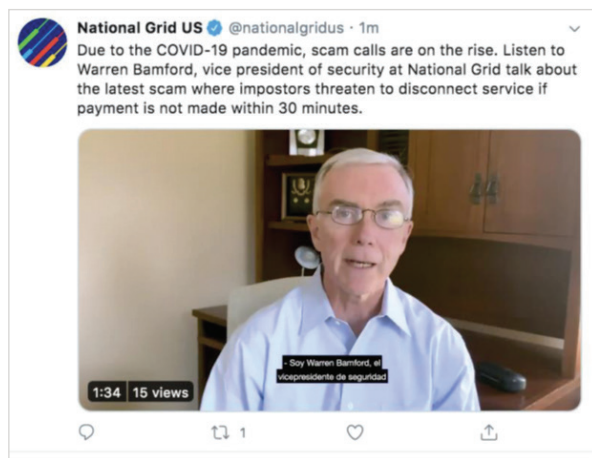 National Grid US @nationalgridus · 1m
Due to the COVID-19 pandemic, scam calls are on the rise. Listen to
Warren Bamford, vice president of security at National Grid talk about
the latest scam where impostors threaten to disconnect service if
payment is not made within 30 minutes.
- Soy Warren Bamford, el
vicepresidente de seguridad
1:34 15 views
1